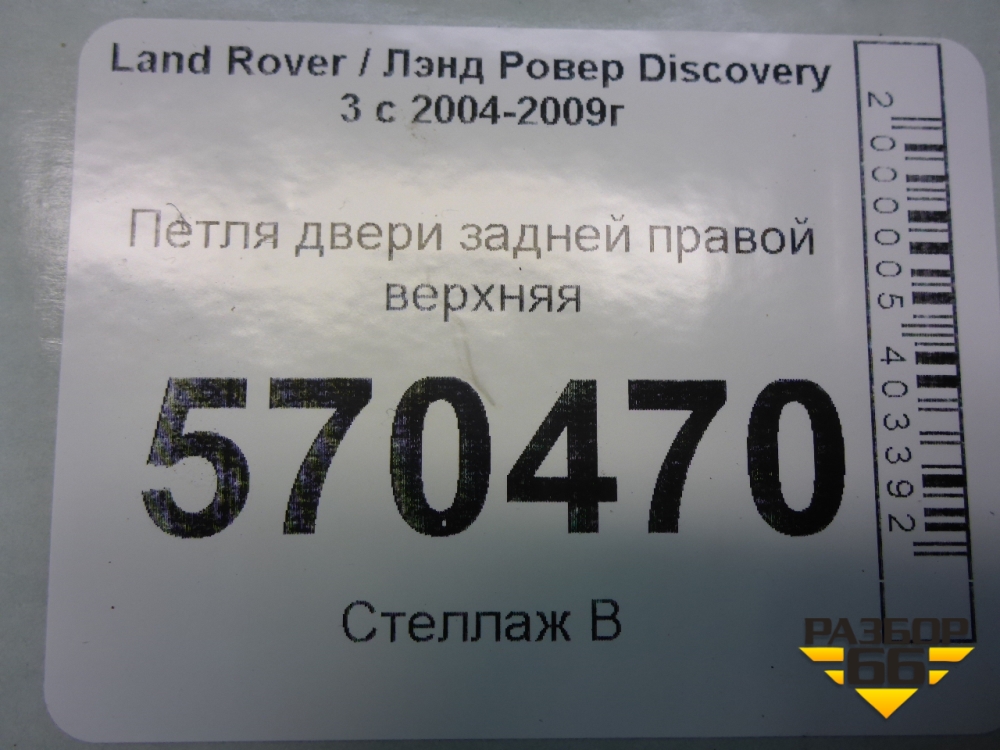 Land Rover / Лэнд Ровер Discovery
3 с 2004-2009г
Петля двери задней правой
верхняя
570470
Стеллаж В
2000005403392
РАЗБОР
66